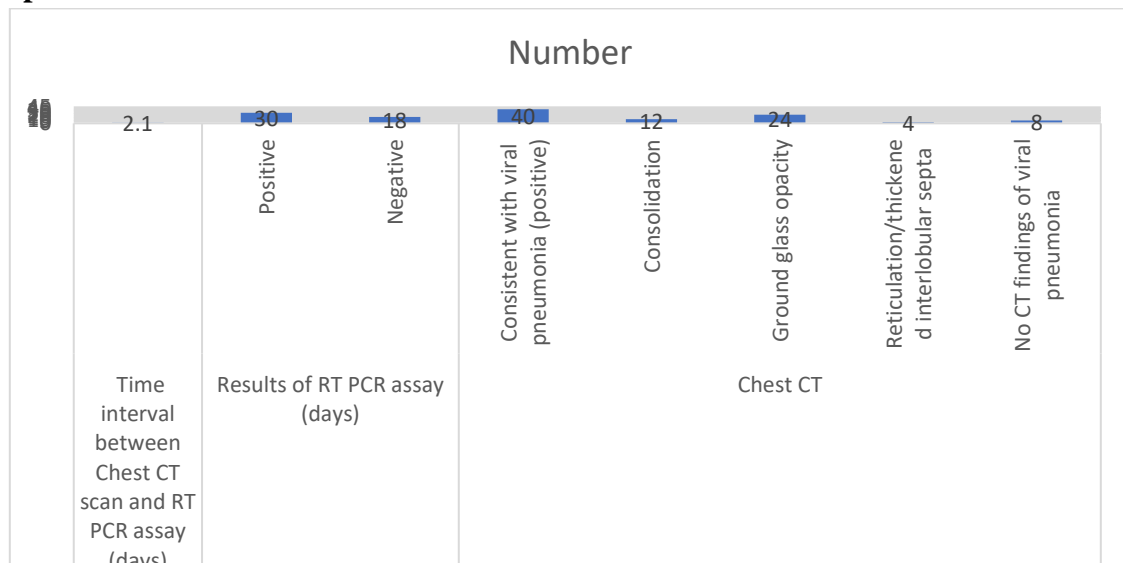 Number
2.1
30
18
40
12
24
4
8
Positive
Negative
Consistent with viral
pneumonia (positive)
Consolidation
Ground glass opacity
Reticulation/thickene
d interlobular septa
No CT findings of viral
pneumonia
Time
interval
between
Chest CT
scan and RT
PCR assay
(days)
Results of RT PCR assay
(days)
Chest CT